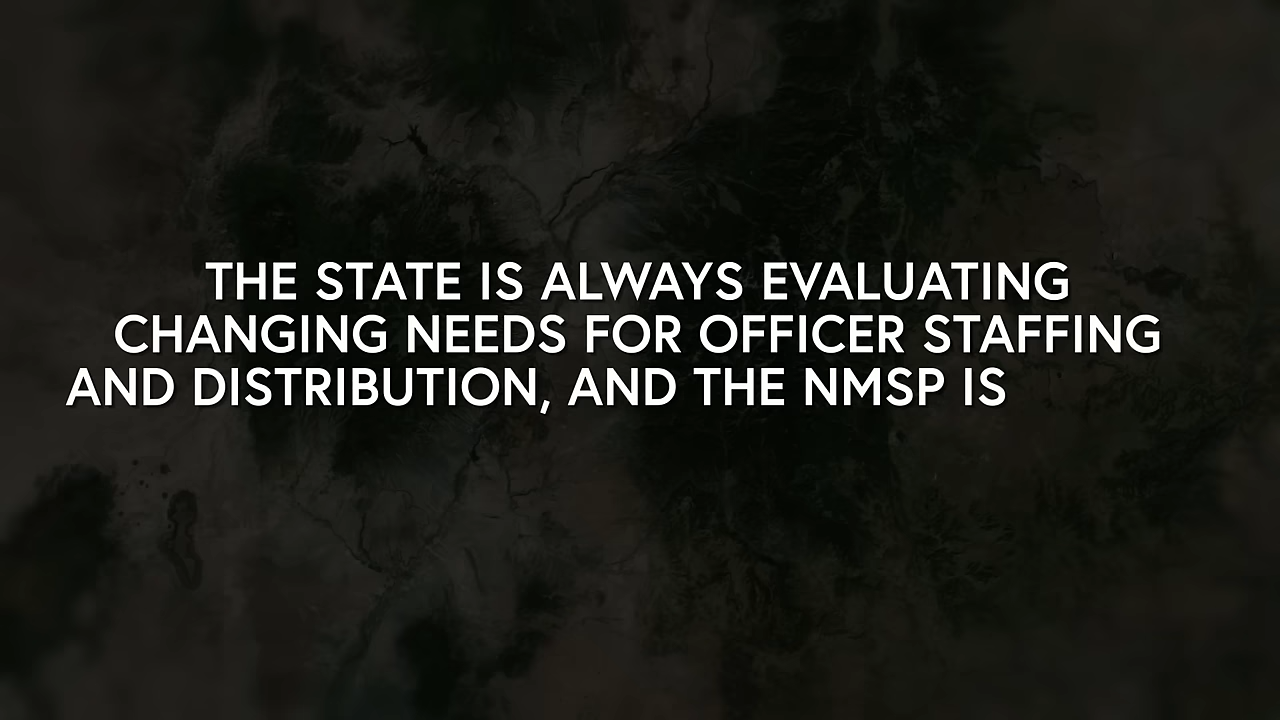 THE STATE IS ALWAYS EVALUATING
CHANGING NEEDS FOR OFFICER STAFFING
AND DISTRIBUTION, AND THE NMSP IS